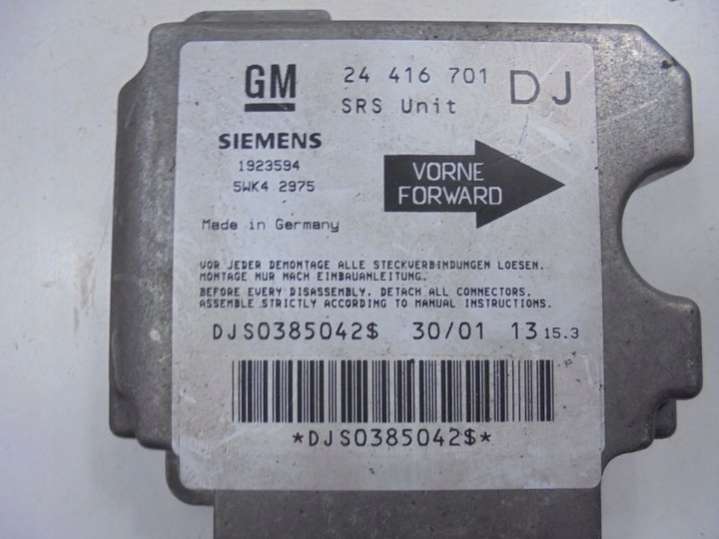 GM 24 416 701 DJ
SRS Unit
SIEMENS
1923594
5WK4 2975
VORNE
FORWARD
Made in Germany
VOR JEDER DEMONTAGE ALLE STECKVERBINDUNGEN LOESEN.
MONTAGE NUR NACH EINBAUANLEITUNG.
BEFORE EVERY DISASSEMBLY, DETACH ALL CONNECTORS.
ASSEMBLE STRICTLY ACCORDING TO MANUAL INSTRUCTIONS.
DJS0385042$ 30/01 13 15.3
*DJS0385042$*